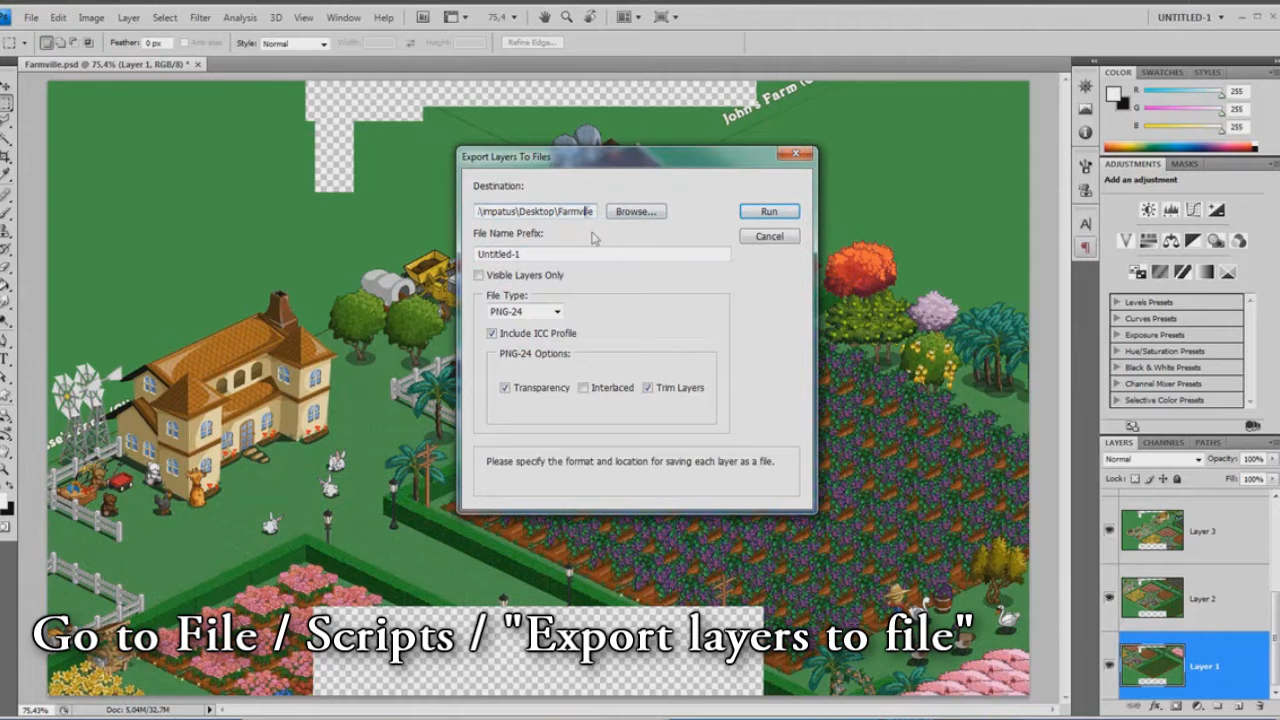 File Edit Image Layer Select Filter Analysis 3D View Window Help 75,4 UNTITLED-1
Feather: 0 px Anti-alias Style: Normal Width: Height: Refine Edge...
Farmville.psd @ 75,4% (Layer 1, RGB/8) *
COLOR SWATCHES STYLES
R 255
G 255
B 255
John's Farm
ADJUSTMENTS MASKS
Add an adjustment
Levels Presets
Curves Presets
Exposure Presets
Hue/Saturation Presets
Black & White Presets
Channel Mixer Presets
Selective Color Presets
Export Layers To Files
Destination:
\impatus\Desktop\Farmville Browse... Run
File Name Prefix: Cancel
Untitled-1
Visible Layers Only
File Type:
PNG-24
Include ICC Profile
PNG-24 Options:
Transparency Interlaced Trim Layers
Please specify the format and location for saving each layer as a file.
LAYERS CHANNELS PATHS
Normal Opacity: 100%
Lock: Fill: 100%
Layer 3
Layer 2
Layer 1
Go to File / Scripts / "Export layers to file"
75,43% Doc: 5,04M/32,7M